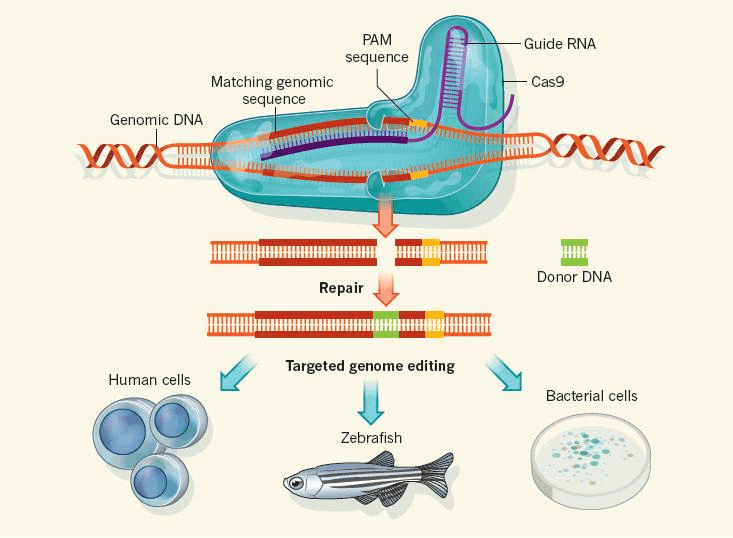 PAM
sequence
Guide RNA
Matching genomic
sequence
Cas9
Genomic DNA
Donor DNA
Repair
Targeted genome editing
Human cells
Zebrafish
Bacterial cells